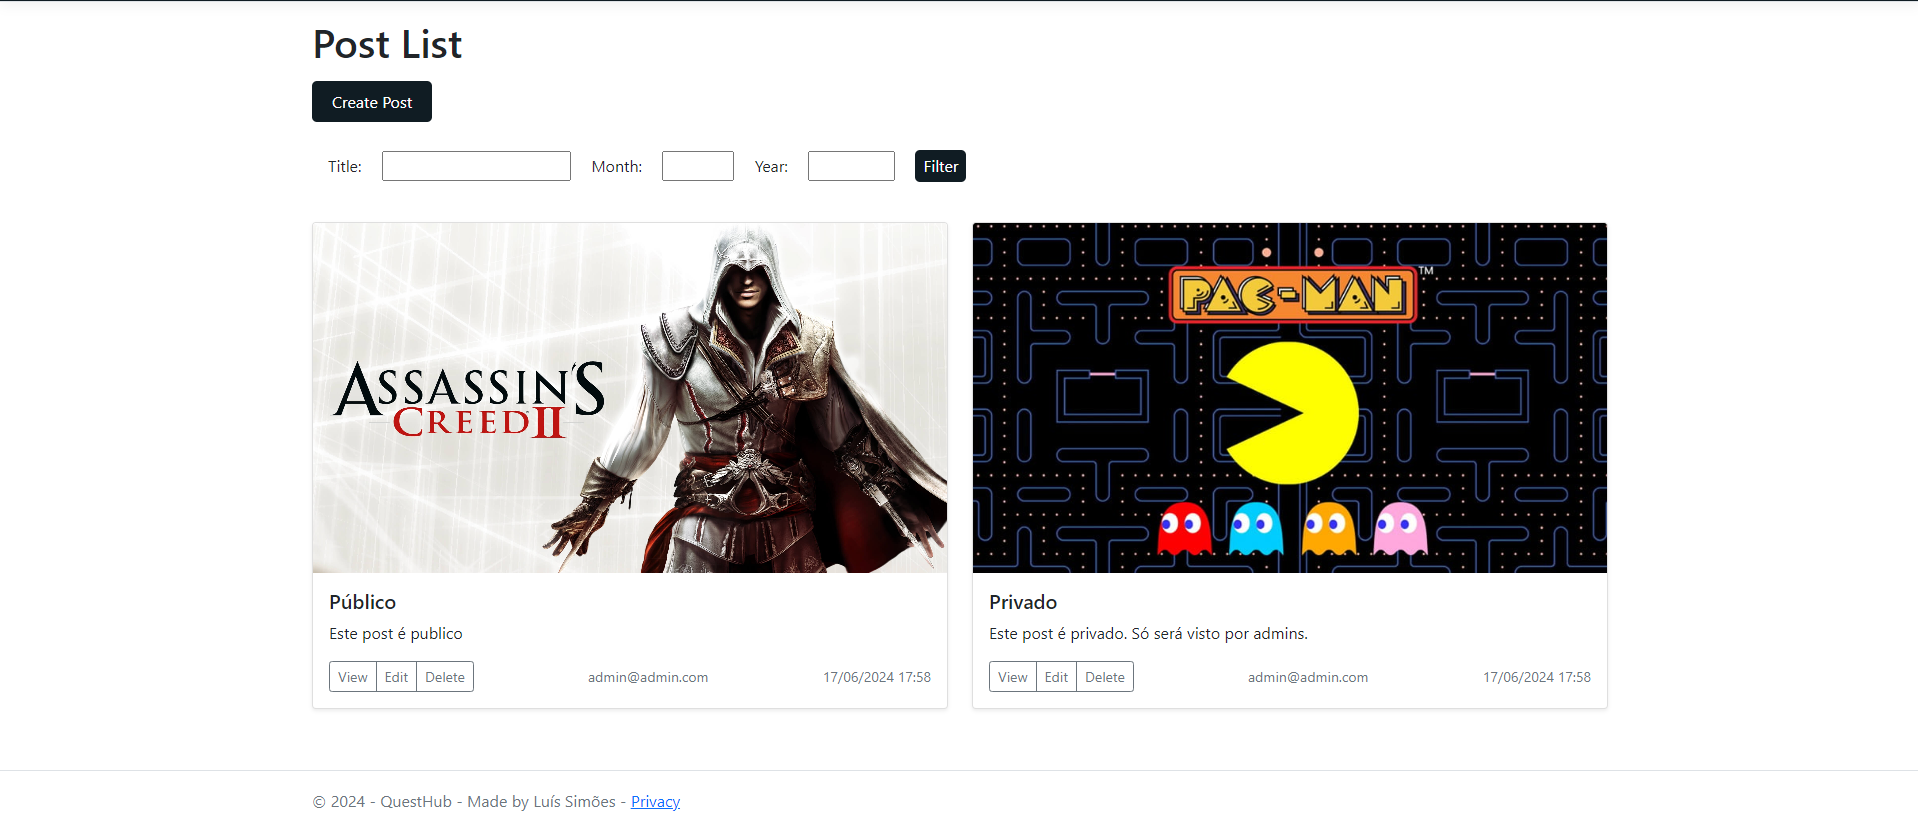 Post List
Create Post
Title: Month: Year: Filter
ASSASSIN'S
CREED II
PAC-MAN™
Público
Este post é publico
View Edit Delete admin@admin.com 17/06/2024 17:58
Privado
Este post é privado. Só será visto por admins.
View Edit Delete admin@admin.com 17/06/2024 17:58
© 2024 - QuestHub - Made by Luís Simões - Privacy